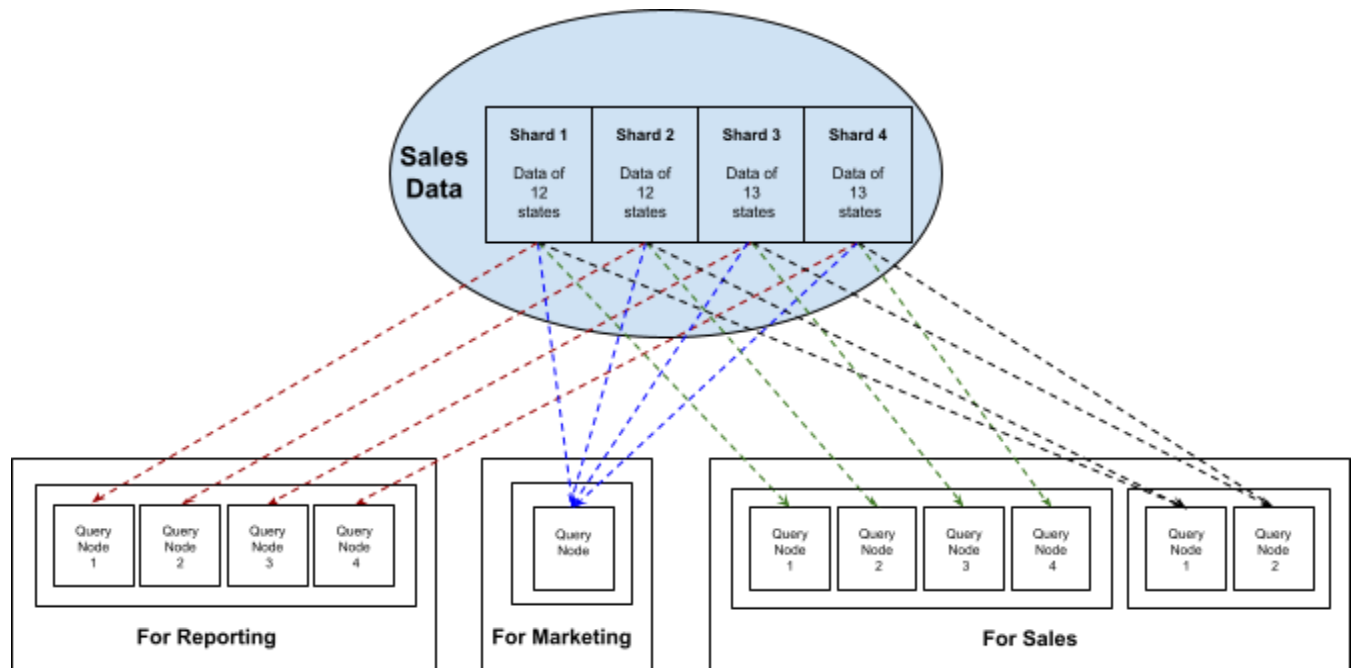 Sales
Data
Shard 1
Data of
12
states
Shard 2
Data of
12
states
Shard 3
Data of
13
states
Shard 4
Data of
13
states
Query
Node
1
Query
Node
2
Query
Node
3
Query
Node
4
For Reporting
Query
Node
For Marketing
Query
Node
1
Query
Node
2
Query
Node
3
Query
Node
4
Query
Node
1
Query
Node
2
For Sales